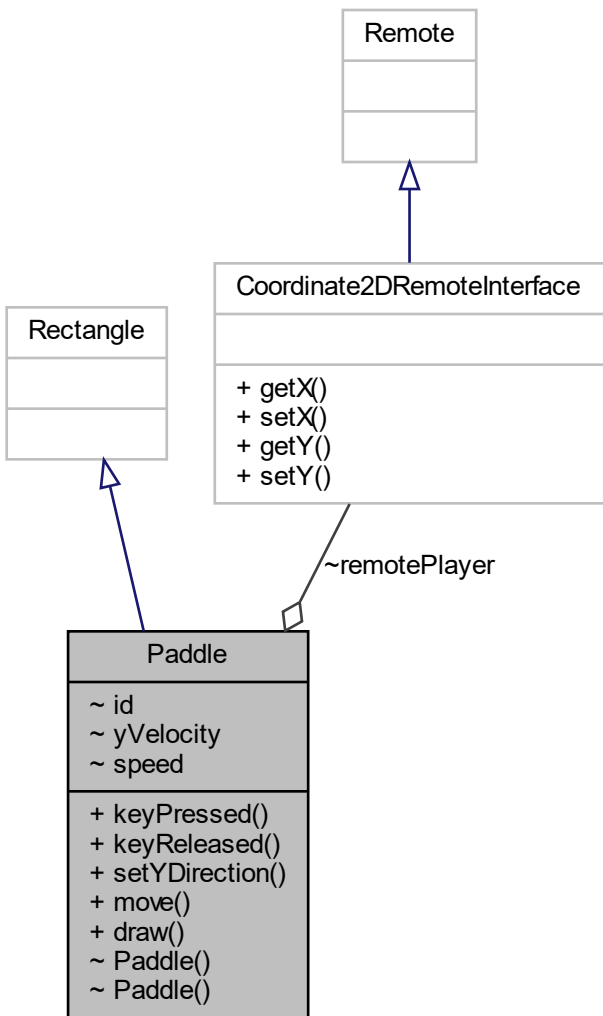 Remote
Coordinate2DRemoteInterface
+ getX()
+ setX()
+ getY()
+ setY()
Rectangle
~remotePlayer
Paddle
~ id
~ yVelocity
~ speed
+ keyPressed()
+ keyReleased()
+ setYDirection()
+ move()
+ draw()
~ Paddle()
~ Paddle()